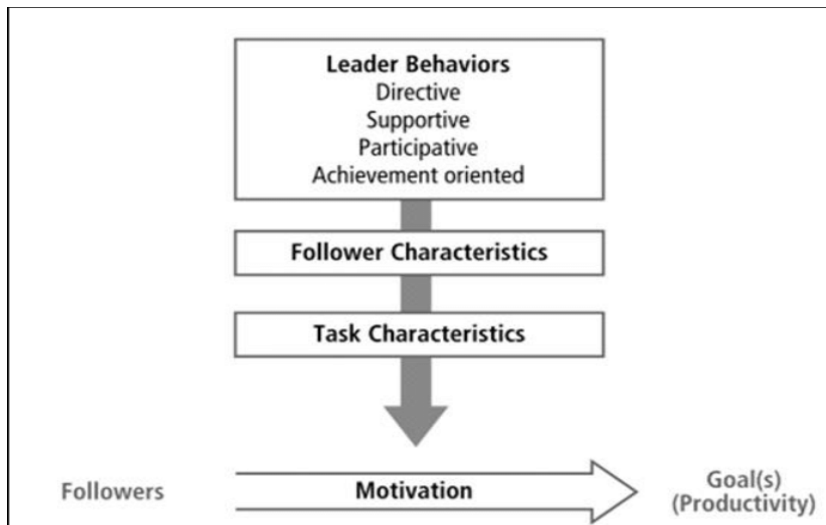 Leader Behaviors
Directive
Supportive
Participative
Achievement oriented
Follower Characteristics
Task Characteristics
Followers
Motivation
Goal(s)
(Productivity)